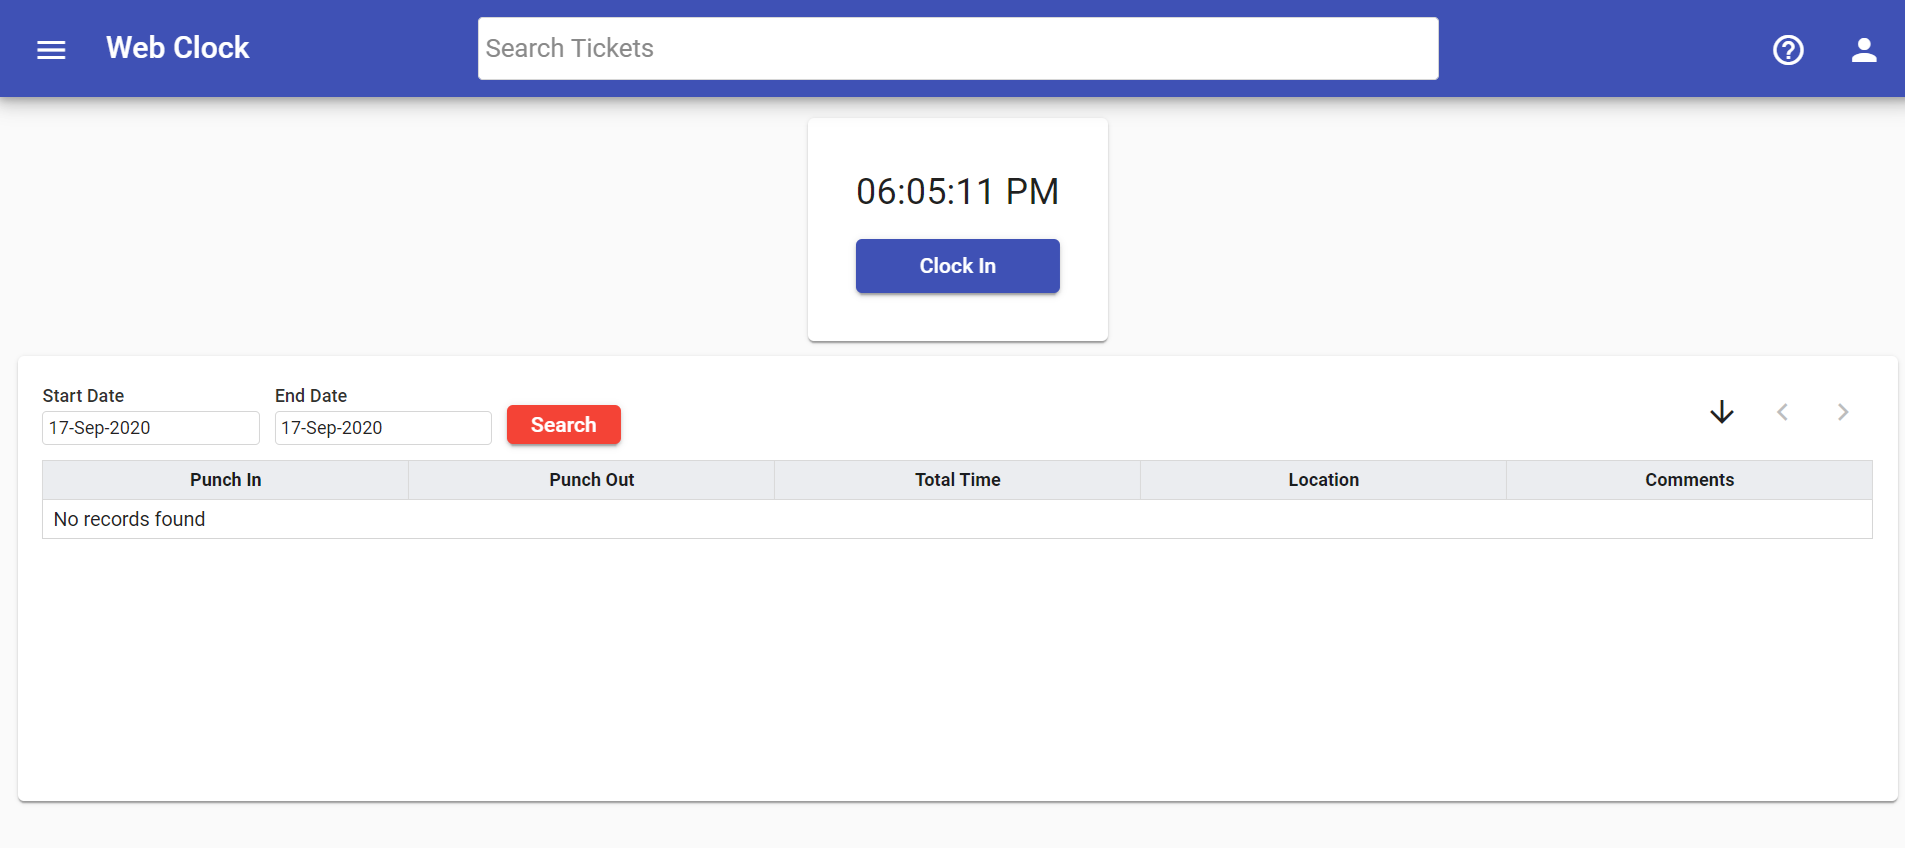 Web Clock
Search Tickets
06:05:11 PM
Clock In
Start Date End Date
17-Sep-2020 17-Sep-2020 Search
Punch In Punch Out Total Time Location Comments
No records found